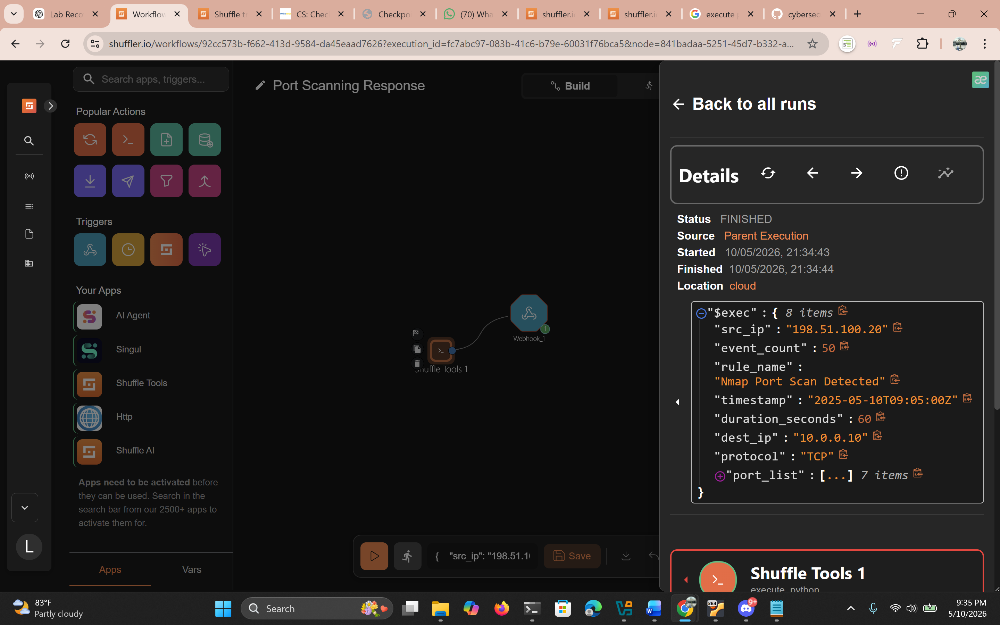 Lab Reco
Workflow
Shuffle t
CS: Chec
Checkpo
(70) Wha
shuffler.i
shuffler.i
execute
cybersec
shuffler.io/workflows/92cc573b-f662-413d-9584-da45eaad7626?execution_id=fc7abc97-083b-41c6-b79e-60031f76bca5&node=841badaa-5251-45d7-b332-a...
Search apps, triggers...
Popular Actions
Triggers
Your Apps
AI Agent
Singul
Shuffle Tools
Http
Shuffle AI
Apps need to be activated before
they can be used. Search in the
search bar from our 2500+ apps to
activate them for.
Apps
Vars
L
Port Scanning Response
Build
Webhook_1
1
Shuffle Tools 1
{ "src_ip": "198.51.1
Save
æ
Back to all runs
Details
Status FINISHED
Source Parent Execution
Started 10/05/2026, 21:34:43
Finished 10/05/2026, 21:34:44
Location cloud
"$exec" : { 8 items
"src_ip" : "198.51.100.20"
"event_count" : 50
"rule_name" :
"Nmap Port Scan Detected"
"timestamp" : "2025-05-10T09:05:00Z"
"duration_seconds" : 60
"dest_ip" : "10.0.0.10"
"protocol" : "TCP"
"port_list" : [...] 7 items
}
Shuffle Tools 1
execute_python
83°F
Partly cloudy
Search
x64
9+
9:35 PM
5/10/2026